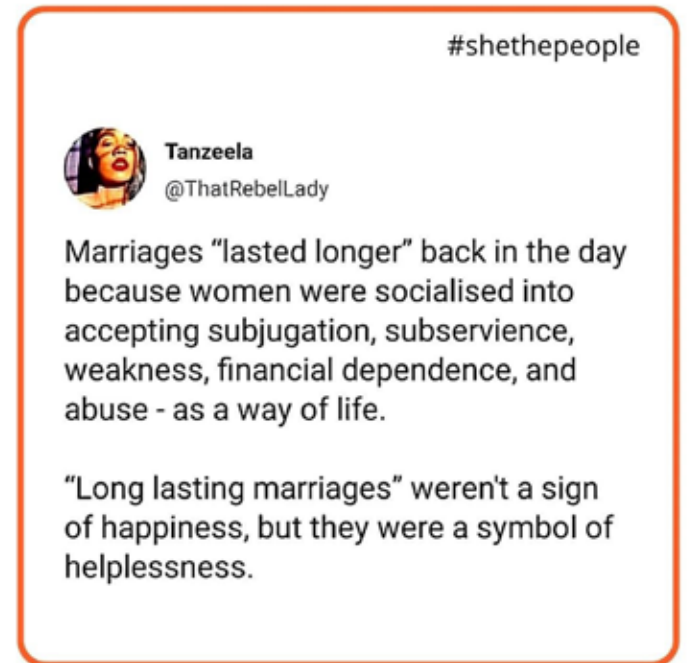 #shethepeople
Tanzeela
@ThatRebelLady
Marriages “lasted longer” back in the day
because women were socialised into
accepting subjugation, subservience,
weakness, financial dependence, and
abuse - as a way of life.
“Long lasting marriages” weren't a sign
of happiness, but they were a symbol of
helplessness.